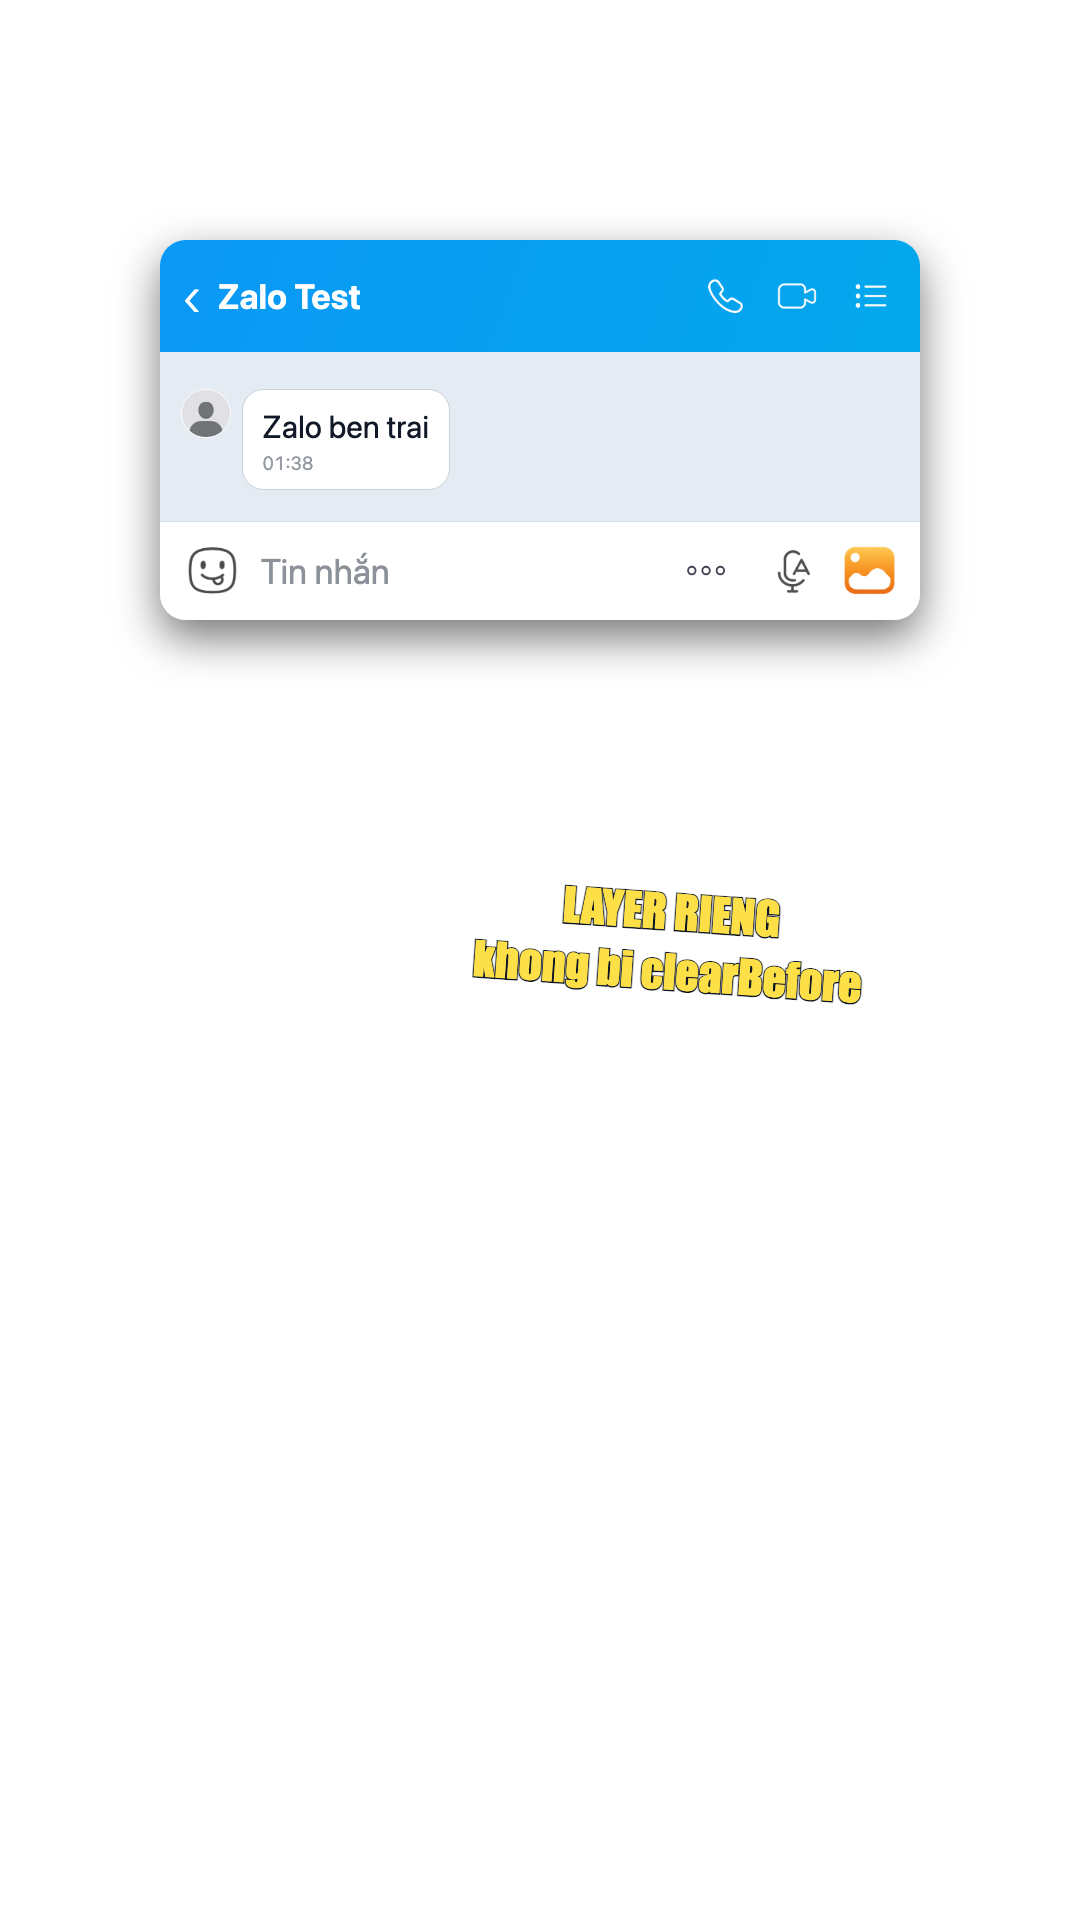 Zalo Test
Zalo ben trai
01:38
Tin nhắn
LAYER RIENG
khong bi clearBefore